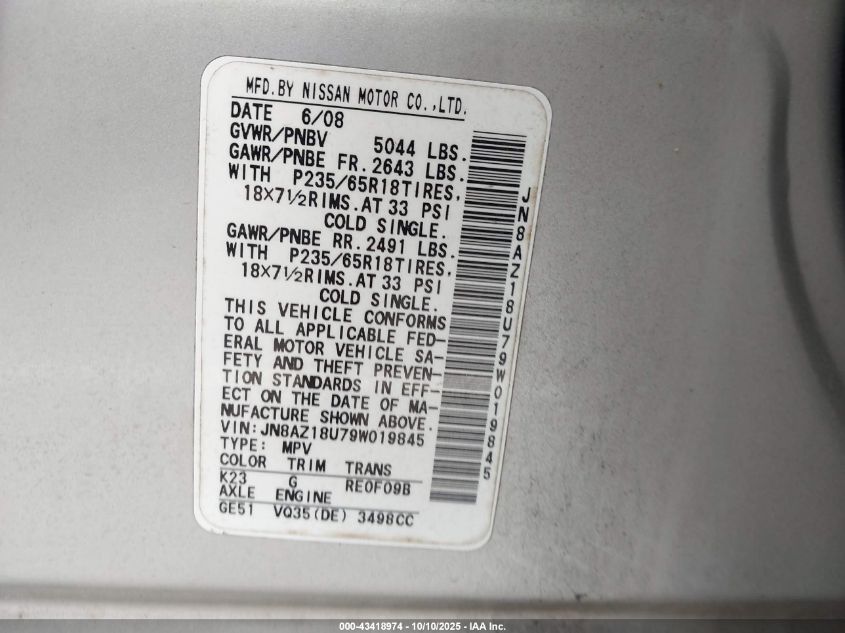 MFD.BY NISSAN MOTOR CO.,LTD.
DATE 6/08
GVWR/PNBV 5044 LBS.
GAWR/PNBE FR. 2643 LBS.
WITH P235/65R18TIRES,
18×7½RIMS.AT 33 PSI
COLD SINGLE.
GAWR/PNBE RR. 2491 LBS.
WITH P235/65R18TIRES,
18×7½RIMS.AT 33 PSI
COLD SINGLE.
THIS VEHICLE CONFORMS
TO ALL APPLICABLE FED-
ERAL MOTOR VEHICLE SA-
FETY AND THEFT PREVEN-
TION STANDARDS IN EFF-
ECT ON THE DATE OF MA-
NUFACTURE SHOWN ABOVE.
VIN:JN8AZ18U79W019845
TYPE: MPV
COLOR TRIM TRANS
K23 G RE0F09B
AXLE ENGINE
GE51 VQ35(DE) 3498CC
JN8AZ18U79W019845
000-43418974 - 10/10/2025 - IAA Inc.